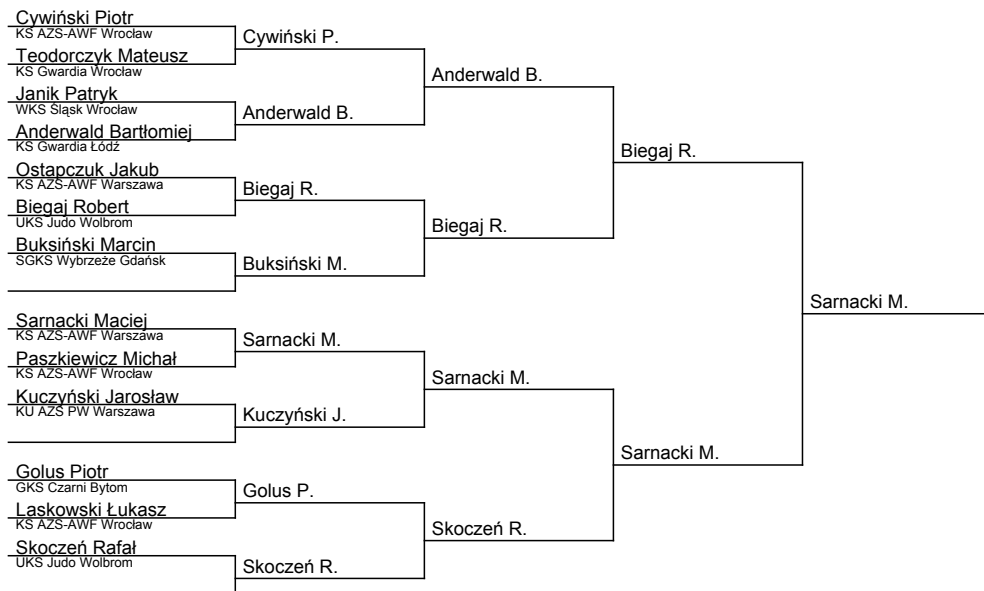 Cywiński Piotr
KS AZS-AWF Wrocław
Cywiński P.
Teodorczyk Mateusz
KS Gwardia Wrocław
Anderwald B.
Janik Patryk
WKS Śląsk Wrocław
Anderwald B.
Anderwald Bartłomiej
KS Gwardia Łódź
Biegaj R.
Ostapczuk Jakub
KS AZS-AWF Warszawa
Biegaj R.
Biegaj Robert
UKS Judo Wolbrom
Biegaj R.
Buksiński Marcin
SGKS Wybrzeże Gdańsk
Buksiński M.
Sarnacki M.
Sarnacki Maciej
KS AZS-AWF Warszawa
Sarnacki M.
Paszkiewicz Michał
KS AZS-AWF Wrocław
Sarnacki M.
Kuczyński Jarosław
KU AZS PW Warszawa
Kuczyński J.
Sarnacki M.
Golus Piotr
GKS Czarni Bytom
Golus P.
Laskowski Łukasz
KS AZS-AWF Wrocław
Skoczeń R.
Skoczeń Rafał
UKS Judo Wolbrom
Skoczeń R.